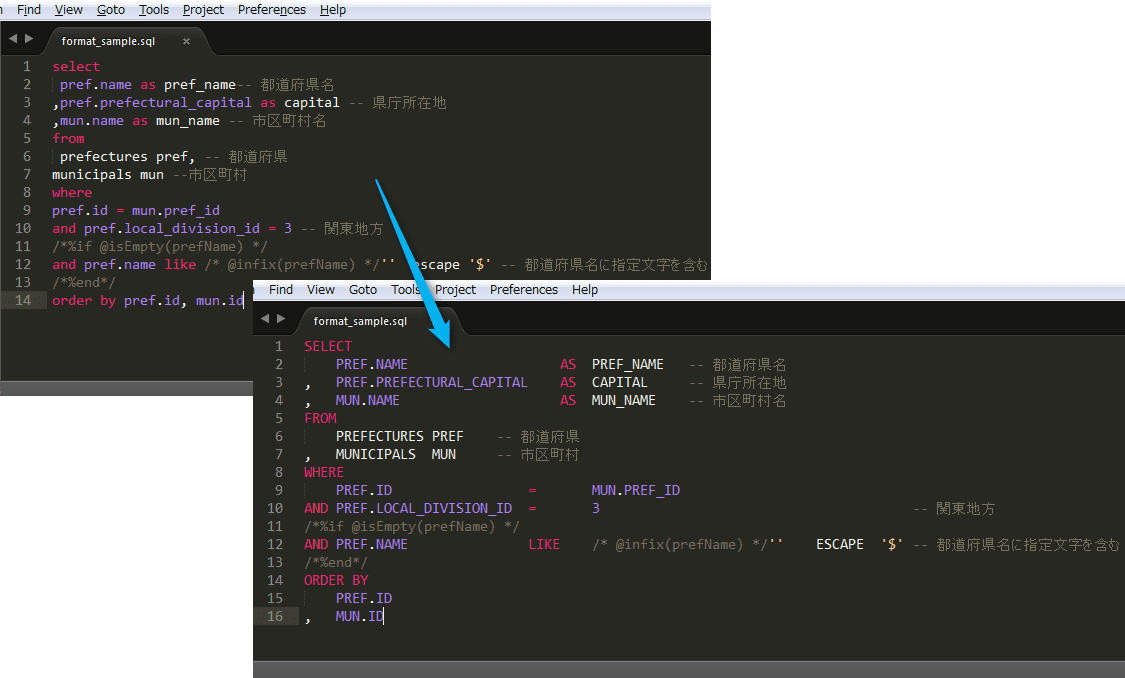 Find View Goto Tools Project Preferences Help
format_sample.sql ×
1 select
2 pref.name as pref_name-- 都道府県名
3 ,pref.prefectural_capital as capital -- 県庁所在地
4 ,mun.name as mun_name -- 市区町村名
5 from
6 prefectures pref, -- 都道府県
7 municipals mun --市区町村
8 where
9 pref.id = mun.pref_id
10 and pref.local_division_id = 3 -- 関東地方
11 /*%if @isEmpty(prefName) */
12 and pref.name like /* @infix(prefName) */'' escape '$' -- 都道府県名に指定文字を含む
13 /*%end*/
14 order by pref.id, mun.id
Find View Goto Tools Project Preferences Help
format_sample.sql
1 SELECT
2 PREF.NAME AS PREF_NAME -- 都道府県名
3 , PREF.PREFECTURAL_CAPITAL AS CAPITAL -- 県庁所在地
4 , MUN.NAME AS MUN_NAME -- 市区町村名
5 FROM
6 PREFECTURES PREF -- 都道府県
7 , MUNICIPALS MUN -- 市区町村
8 WHERE
9 PREF.ID = MUN.PREF_ID
10 AND PREF.LOCAL_DIVISION_ID = 3 -- 関東地方
11 /*%if @isEmpty(prefName) */
12 AND PREF.NAME LIKE /* @infix(prefName) */'' ESCAPE '$' -- 都道府県名に指定文字を含む
13 /*%end*/
14 ORDER BY
15 PREF.ID
16 , MUN.ID